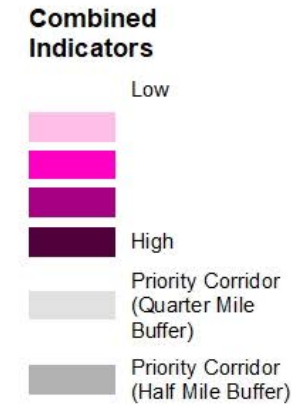 Combined
Indicators
Low
High
Priority Corridor
(Quarter Mile
Buffer)
Priority Corridor
(Half Mile Buffer)